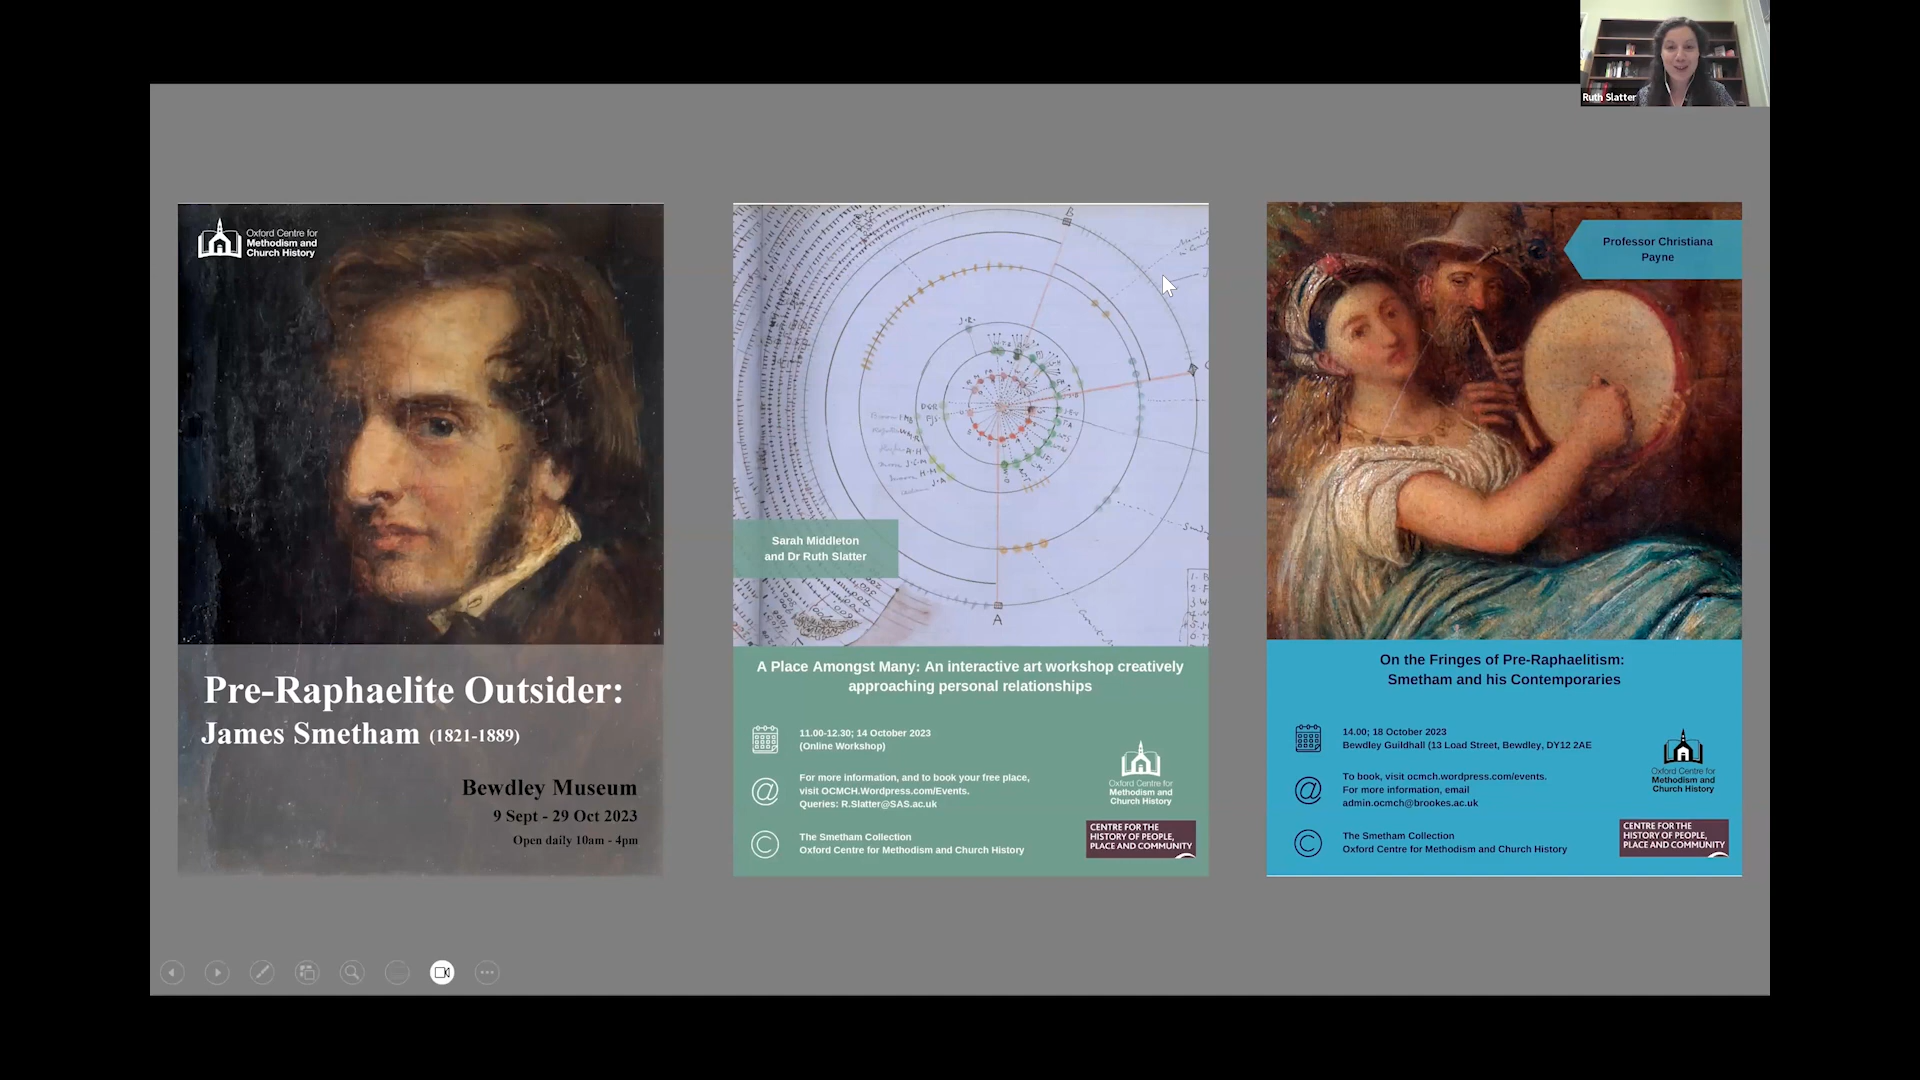 Ruth Slatter
Oxford Centre for
Methodism and
Church History
Pre-Raphaelite Outsider:
James Smetham (1821-1889)
Bewdley Museum
9 Sept - 29 Oct 2023
Open daily 10am - 4pm
B
A
Sarah Middleton
and Dr Ruth Slatter
A Place Amongst Many: An interactive art workshop creatively
approaching personal relationships
11.00-12.30; 14 October 2023
(Online Workshop)
For more information, and to book your free place,
visit OCMCH.Wordpress.com/Events.
Queries: R.Slatter@SAS.ac.uk
The Smetham Collection
Oxford Centre for Methodism and Church History
Oxford Centre for
Methodism and
Church History
CENTRE FOR THE
HISTORY OF PEOPLE,
PLACE AND COMMUNITY
Professor Christiana
Payne
On the Fringes of Pre-Raphaelitism:
Smetham and his Contemporaries
14.00; 18 October 2023
Bewdley Guildhall (13 Load Street, Bewdley, DY12 2AE
To book, visit ocmch.wordpress.com/events.
For more information, email
admin.ocmch@brookes.ac.uk
The Smetham Collection
Oxford Centre for Methodism and Church History
Oxford Centre for
Methodism and
Church History
CENTRE FOR THE
HISTORY OF PEOPLE,
PLACE AND COMMUNITY